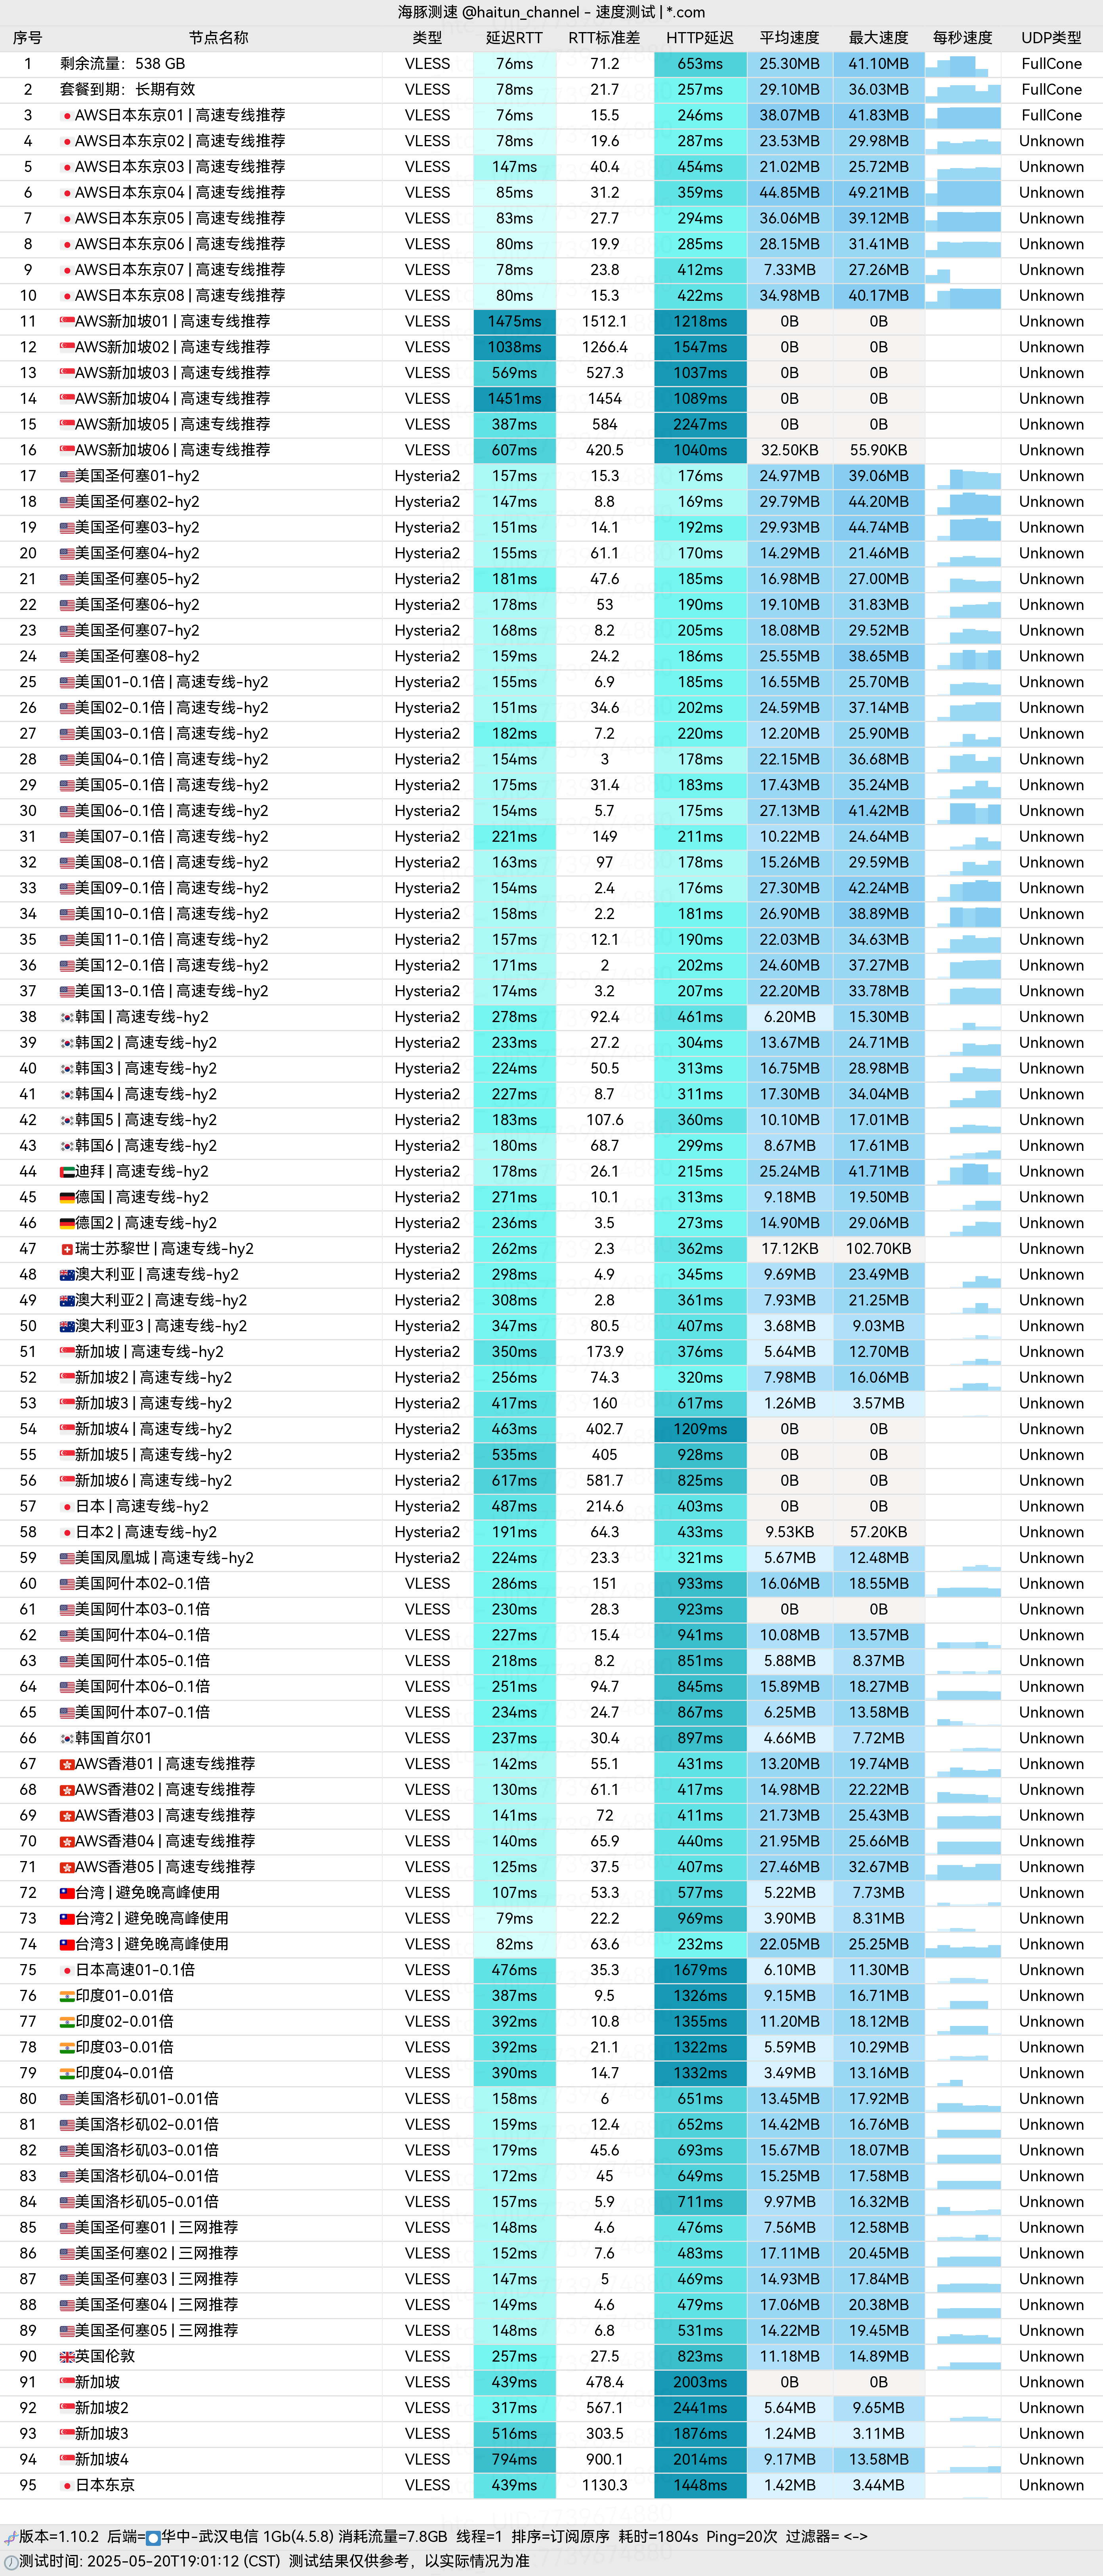 海豚测速 @haitun_channel - 速度测试 | *.com
序号 节点名称 类型 延迟RTT RTT标准差 HTTP延迟 平均速度 最大速度 每秒速度 UDP类型
1 剩余流量：538 GB VLESS 76ms 71.2 653ms 25.30MB 41.10MB FullCone
2 套餐到期：长期有效 VLESS 78ms 21.7 257ms 29.10MB 36.03MB FullCone
3 AWS日本东京01 | 高速专线推荐 VLESS 76ms 15.5 246ms 38.07MB 41.83MB FullCone
4 AWS日本东京02 | 高速专线推荐 VLESS 78ms 19.6 287ms 23.53MB 29.98MB Unknown
5 AWS日本东京03 | 高速专线推荐 VLESS 147ms 40.4 454ms 21.02MB 25.72MB Unknown
6 AWS日本东京04 | 高速专线推荐 VLESS 85ms 31.2 359ms 44.85MB 49.21MB Unknown
7 AWS日本东京05 | 高速专线推荐 VLESS 83ms 27.7 294ms 36.06MB 39.12MB Unknown
8 AWS日本东京06 | 高速专线推荐 VLESS 80ms 19.9 285ms 28.15MB 31.41MB Unknown
9 AWS日本东京07 | 高速专线推荐 VLESS 78ms 23.8 412ms 7.33MB 27.26MB Unknown
10 AWS日本东京08 | 高速专线推荐 VLESS 80ms 15.3 422ms 34.98MB 40.17MB Unknown
11 AWS新加坡01 | 高速专线推荐 VLESS 1475ms 1512.1 1218ms 0B 0B Unknown
12 AWS新加坡02 | 高速专线推荐 VLESS 1038ms 1266.4 1547ms 0B 0B Unknown
13 AWS新加坡03 | 高速专线推荐 VLESS 569ms 527.3 1037ms 0B 0B Unknown
14 AWS新加坡04 | 高速专线推荐 VLESS 1451ms 1454 1089ms 0B 0B Unknown
15 AWS新加坡05 | 高速专线推荐 VLESS 387ms 584 2247ms 0B 0B Unknown
16 AWS新加坡06 | 高速专线推荐 VLESS 607ms 420.5 1040ms 32.50KB 55.90KB Unknown
17 美国圣何塞01-hy2 Hysteria2 157ms 15.3 176ms 24.97MB 39.06MB Unknown
18 美国圣何塞02-hy2 Hysteria2 147ms 8.8 169ms 29.79MB 44.20MB Unknown
19 美国圣何塞03-hy2 Hysteria2 151ms 14.1 192ms 29.93MB 44.74MB Unknown
20 美国圣何塞04-hy2 Hysteria2 155ms 61.1 170ms 14.29MB 21.46MB Unknown
21 美国圣何塞05-hy2 Hysteria2 181ms 47.6 185ms 16.98MB 27.00MB Unknown
22 美国圣何塞06-hy2 Hysteria2 178ms 53 190ms 19.10MB 31.83MB Unknown
23 美国圣何塞07-hy2 Hysteria2 168ms 8.2 205ms 18.08MB 29.52MB Unknown
24 美国圣何塞08-hy2 Hysteria2 159ms 24.2 186ms 25.55MB 38.65MB Unknown
25 美国01-0.1倍 | 高速专线-hy2 Hysteria2 155ms 6.9 185ms 16.55MB 25.70MB Unknown
26 美国02-0.1倍 | 高速专线-hy2 Hysteria2 151ms 34.6 202ms 24.59MB 37.14MB Unknown
27 美国03-0.1倍 | 高速专线-hy2 Hysteria2 182ms 7.2 220ms 12.20MB 25.90MB Unknown
28 美国04-0.1倍 | 高速专线-hy2 Hysteria2 154ms 3 178ms 22.15MB 36.68MB Unknown
29 美国05-0.1倍 | 高速专线-hy2 Hysteria2 175ms 31.4 183ms 17.43MB 35.24MB Unknown
30 美国06-0.1倍 | 高速专线-hy2 Hysteria2 154ms 5.7 175ms 27.13MB 41.42MB Unknown
31 美国07-0.1倍 | 高速专线-hy2 Hysteria2 221ms 149 211ms 10.22MB 24.64MB Unknown
32 美国08-0.1倍 | 高速专线-hy2 Hysteria2 163ms 97 178ms 15.26MB 29.59MB Unknown
33 美国09-0.1倍 | 高速专线-hy2 Hysteria2 154ms 2.4 176ms 27.30MB 42.24MB Unknown
34 美国10-0.1倍 | 高速专线-hy2 Hysteria2 158ms 2.2 181ms 26.90MB 38.89MB Unknown
35 美国11-0.1倍 | 高速专线-hy2 Hysteria2 157ms 12.1 190ms 22.03MB 34.63MB Unknown
36 美国12-0.1倍 | 高速专线-hy2 Hysteria2 171ms 2 202ms 24.60MB 37.27MB Unknown
37 美国13-0.1倍 | 高速专线-hy2 Hysteria2 174ms 3.2 207ms 22.20MB 33.78MB Unknown
38 韩国 | 高速专线-hy2 Hysteria2 278ms 92.4 461ms 6.20MB 15.30MB Unknown
39 韩国2 | 高速专线-hy2 Hysteria2 233ms 27.2 304ms 13.67MB 24.71MB Unknown
40 韩国3 | 高速专线-hy2 Hysteria2 224ms 50.5 313ms 16.75MB 28.98MB Unknown
41 韩国4 | 高速专线-hy2 Hysteria2 227ms 8.7 311ms 17.30MB 34.04MB Unknown
42 韩国5 | 高速专线-hy2 Hysteria2 183ms 107.6 360ms 10.10MB 17.01MB Unknown
43 韩国6 | 高速专线-hy2 Hysteria2 180ms 68.7 299ms 8.67MB 17.61MB Unknown
44 迪拜 | 高速专线-hy2 Hysteria2 178ms 26.1 215ms 25.24MB 41.71MB Unknown
45 德国 | 高速专线-hy2 Hysteria2 271ms 10.1 313ms 9.18MB 19.50MB Unknown
46 德国2 | 高速专线-hy2 Hysteria2 236ms 3.5 273ms 14.90MB 29.06MB Unknown
47 瑞士苏黎世 | 高速专线-hy2 Hysteria2 262ms 2.3 362ms 17.12KB 102.70KB Unknown
48 澳大利亚 | 高速专线-hy2 Hysteria2 298ms 4.9 345ms 9.69MB 23.49MB Unknown
49 澳大利亚2 | 高速专线-hy2 Hysteria2 308ms 2.8 361ms 7.93MB 21.25MB Unknown
50 澳大利亚3 | 高速专线-hy2 Hysteria2 347ms 80.5 407ms 3.68MB 9.03MB Unknown
51 新加坡 | 高速专线-hy2 Hysteria2 350ms 173.9 376ms 5.64MB 12.70MB Unknown
52 新加坡2 | 高速专线-hy2 Hysteria2 256ms 74.3 320ms 7.98MB 16.06MB Unknown
53 新加坡3 | 高速专线-hy2 Hysteria2 417ms 160 617ms 1.26MB 3.57MB Unknown
54 新加坡4 | 高速专线-hy2 Hysteria2 463ms 402.7 1209ms 0B 0B Unknown
55 新加坡5 | 高速专线-hy2 Hysteria2 535ms 405 928ms 0B 0B Unknown
56 新加坡6 | 高速专线-hy2 Hysteria2 617ms 581.7 825ms 0B 0B Unknown
57 日本 | 高速专线-hy2 Hysteria2 487ms 214.6 403ms 0B 0B Unknown
58 日本2 | 高速专线-hy2 Hysteria2 191ms 64.3 433ms 9.53KB 57.20KB Unknown
59 美国凤凰城 | 高速专线-hy2 Hysteria2 224ms 23.3 321ms 5.67MB 12.48MB Unknown
60 美国阿什本02-0.1倍 VLESS 286ms 151 933ms 16.06MB 18.55MB Unknown
61 美国阿什本03-0.1倍 VLESS 230ms 28.3 923ms 0B 0B Unknown
62 美国阿什本04-0.1倍 VLESS 227ms 15.4 941ms 10.08MB 13.57MB Unknown
63 美国阿什本05-0.1倍 VLESS 218ms 8.2 851ms 5.88MB 8.37MB Unknown
64 美国阿什本06-0.1倍 VLESS 251ms 94.7 845ms 15.89MB 18.27MB Unknown
65 美国阿什本07-0.1倍 VLESS 234ms 24.7 867ms 6.25MB 13.58MB Unknown
66 韩国首尔01 VLESS 237ms 30.4 897ms 4.66MB 7.72MB Unknown
67 AWS香港01 | 高速专线推荐 VLESS 142ms 55.1 431ms 13.20MB 19.74MB Unknown
68 AWS香港02 | 高速专线推荐 VLESS 130ms 61.1 417ms 14.98MB 22.22MB Unknown
69 AWS香港03 | 高速专线推荐 VLESS 141ms 72 411ms 21.73MB 25.43MB Unknown
70 AWS香港04 | 高速专线推荐 VLESS 140ms 65.9 440ms 21.95MB 25.66MB Unknown
71 AWS香港05 | 高速专线推荐 VLESS 125ms 37.5 407ms 27.46MB 32.67MB Unknown
72 台湾 | 避免晚高峰使用 VLESS 107ms 53.3 577ms 5.22MB 7.73MB Unknown
73 台湾2 | 避免晚高峰使用 VLESS 79ms 22.2 969ms 3.90MB 8.31MB Unknown
74 台湾3 | 避免晚高峰使用 VLESS 82ms 63.6 232ms 22.05MB 25.25MB Unknown
75 日本高速01-0.1倍 VLESS 476ms 35.3 1679ms 6.10MB 11.30MB Unknown
76 印度01-0.01倍 VLESS 387ms 9.5 1326ms 9.15MB 16.71MB Unknown
77 印度02-0.01倍 VLESS 392ms 10.8 1355ms 11.20MB 18.12MB Unknown
78 印度03-0.01倍 VLESS 392ms 21.1 1322ms 5.59MB 10.29MB Unknown
79 印度04-0.01倍 VLESS 390ms 14.7 1332ms 3.49MB 13.16MB Unknown
80 美国洛杉矶01-0.01倍 VLESS 158ms 6 651ms 13.45MB 17.92MB Unknown
81 美国洛杉矶02-0.01倍 VLESS 159ms 12.4 652ms 14.42MB 16.76MB Unknown
82 美国洛杉矶03-0.01倍 VLESS 179ms 45.6 693ms 15.67MB 18.07MB Unknown
83 美国洛杉矶04-0.01倍 VLESS 172ms 45 649ms 15.25MB 17.58MB Unknown
84 美国洛杉矶05-0.01倍 VLESS 157ms 5.9 711ms 9.97MB 16.32MB Unknown
85 美国圣何塞01 | 三网推荐 VLESS 148ms 4.6 476ms 7.56MB 12.58MB Unknown
86 美国圣何塞02 | 三网推荐 VLESS 152ms 7.6 483ms 17.11MB 20.45MB Unknown
87 美国圣何塞03 | 三网推荐 VLESS 147ms 5 469ms 14.93MB 17.84MB Unknown
88 美国圣何塞04 | 三网推荐 VLESS 149ms 4.6 479ms 17.06MB 20.38MB Unknown
89 美国圣何塞05 | 三网推荐 VLESS 148ms 6.8 531ms 14.22MB 19.45MB Unknown
90 英国伦敦 VLESS 257ms 27.5 823ms 11.18MB 14.89MB Unknown
91 新加坡 VLESS 439ms 478.4 2003ms 0B 0B Unknown
92 新加坡2 VLESS 317ms 567.1 2441ms 5.64MB 9.65MB Unknown
93 新加坡3 VLESS 516ms 303.5 1876ms 1.24MB 3.11MB Unknown
94 新加坡4 VLESS 794ms 900.1 2014ms 9.17MB 13.58MB Unknown
95 日本东京 VLESS 439ms 1130.3 1448ms 1.42MB 3.44MB Unknown
版本=1.10.2 后端=华中-武汉电信 1Gb(4.5.8) 消耗流量=7.8GB 线程=1 排序=订阅原序 耗时=1804s Ping=20次 过滤器= <->
测试时间: 2025-05-20T19:01:12 (CST) 测试结果仅供参考，以实际情况为准